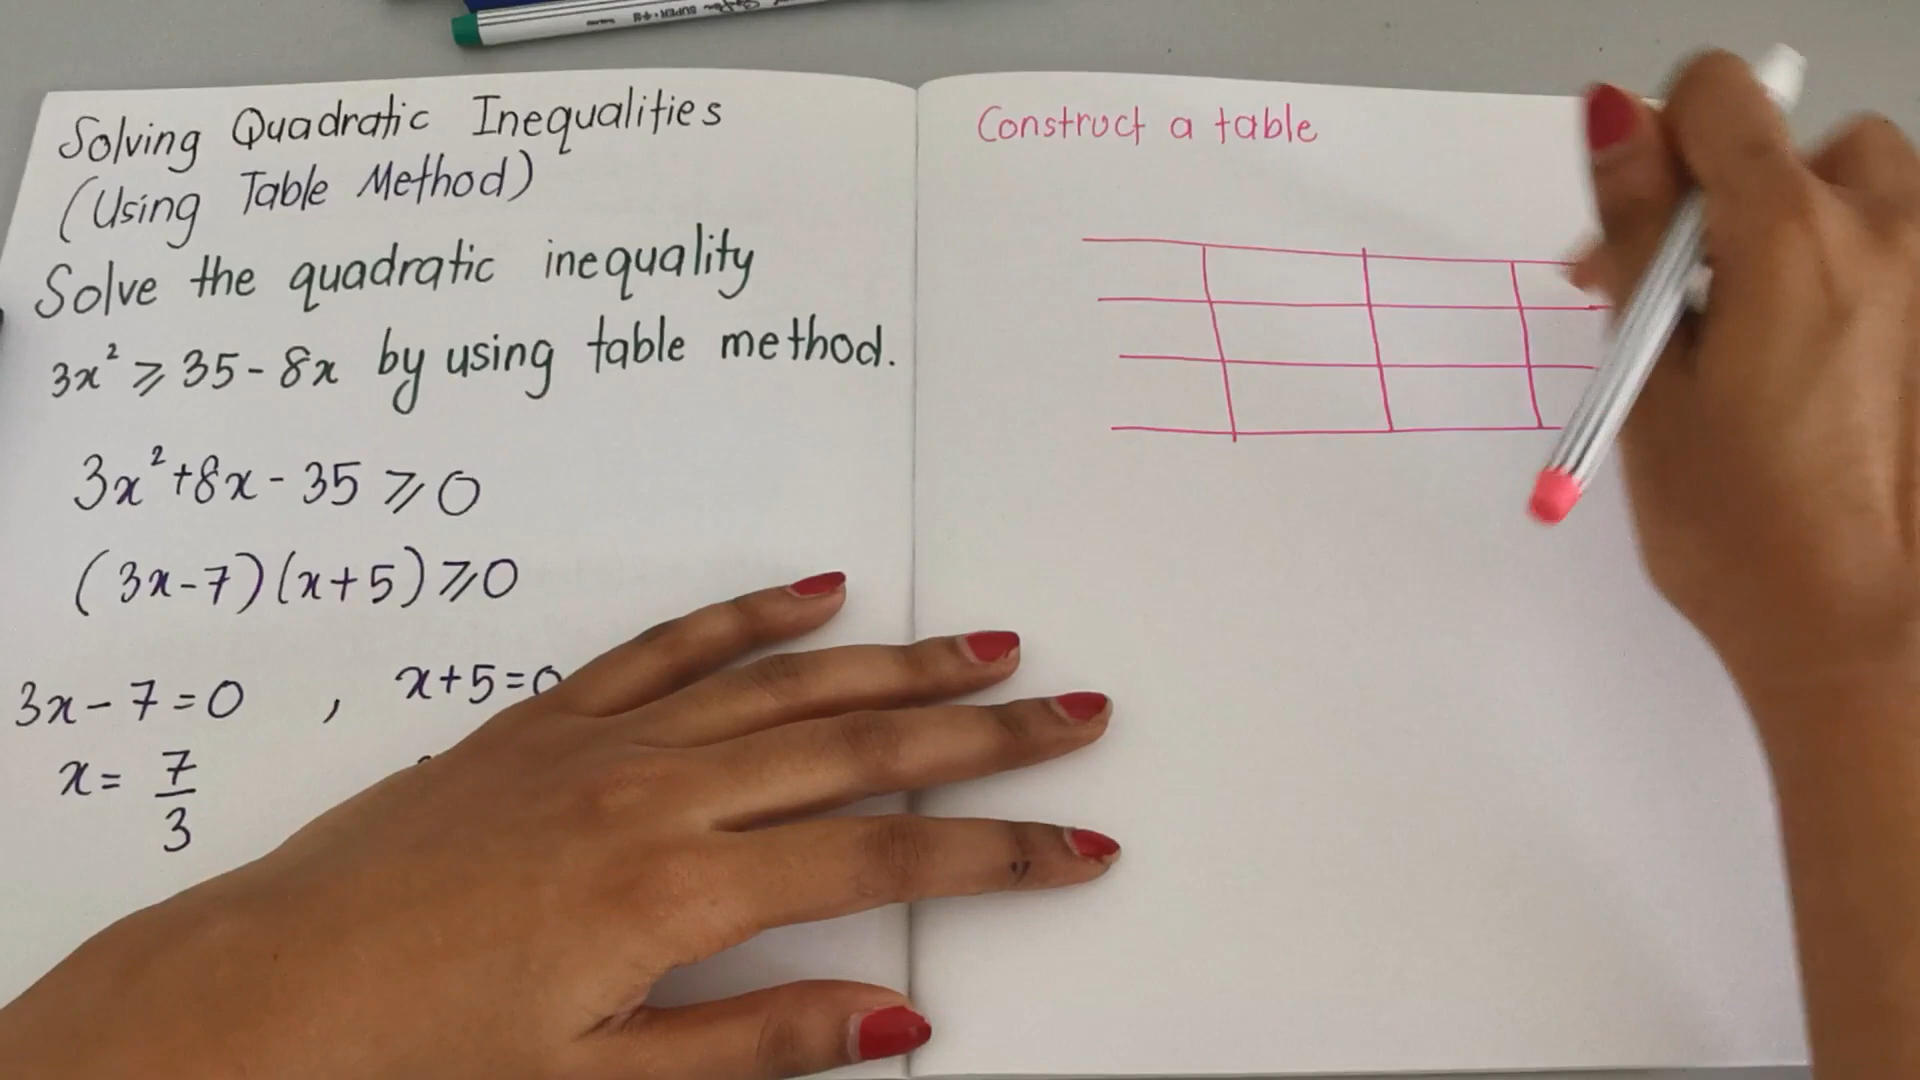 SUPER
Solving Quadratic Inequalities
(Using Table Method)
Solve the quadratic inequality
3x² ⩾ 35 - 8x by using table method.
3x² + 8x - 35 ⩾ 0
(3x - 7)(x + 5) ⩾ 0
3x - 7 = 0 , x + 5 = 0
x = 7/3
Construct a table